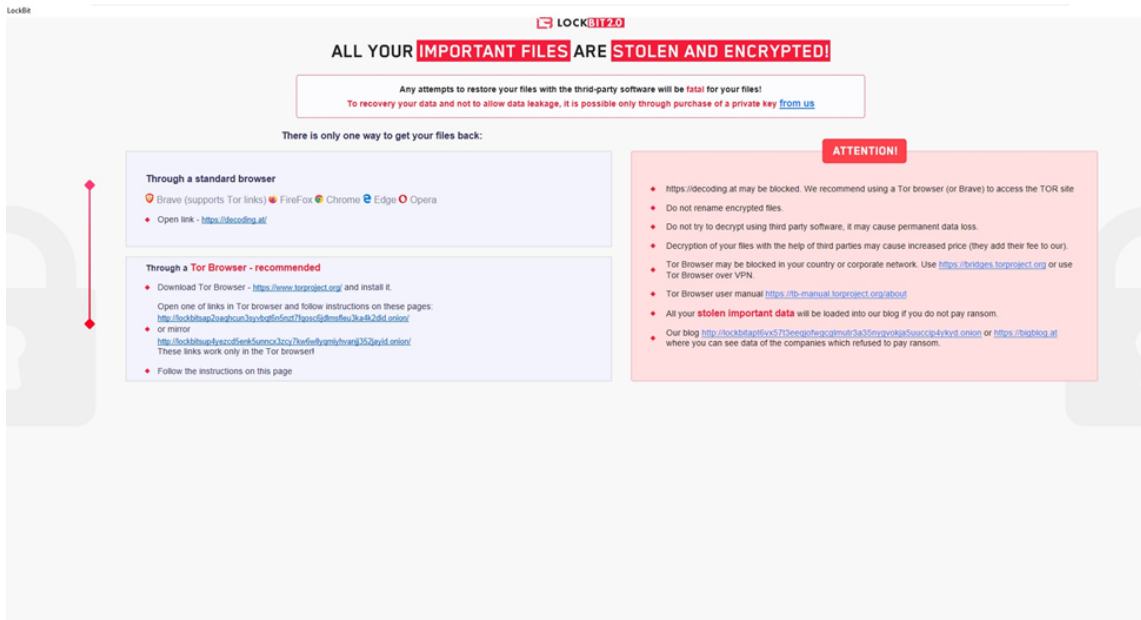 LockBit
LOCKBIT 2.0
ALL YOUR IMPORTANT FILES ARE STOLEN AND ENCRYPTED!
Any attempts to restore your files with the thrid-party software will be fatal for your files!
To recovery your data and not to allow data leakage, it is possible only through purchase of a private key from us
There is only one way to get your files back:
Through a standard browser
Brave (supports Tor links) FireFox Chrome Edge Opera
Open link - https://decoding.at/
Through a Tor Browser - recommended
Download Tor Browser - https://www.torproject.org/ and install it.
Open one of links in Tor browser and follow instructions on these pages:
or mirror
These links work only in the Tor browser!
Follow the instructions on this page
ATTENTION!
https://decoding.at may be blocked. We recommend using a Tor browser (or Brave) to access the TOR site
Do not rename encrypted files.
Do not try to decrypt using third party software, it may cause permanent data loss.
Decryption of your files with the help of third parties may cause increased price (they add their fee to our).
Tor Browser may be blocked in your country or corporate network. Use https://bridges.torproject.org or use
Tor Browser over VPN.
Tor Browser user manual https://tb-manual.torproject.org/about
All your stolen important data will be loaded into our blog if you do not pay ransom.
Our blog or https://bigblog.at
where you can see data of the companies which refused to pay ransom.